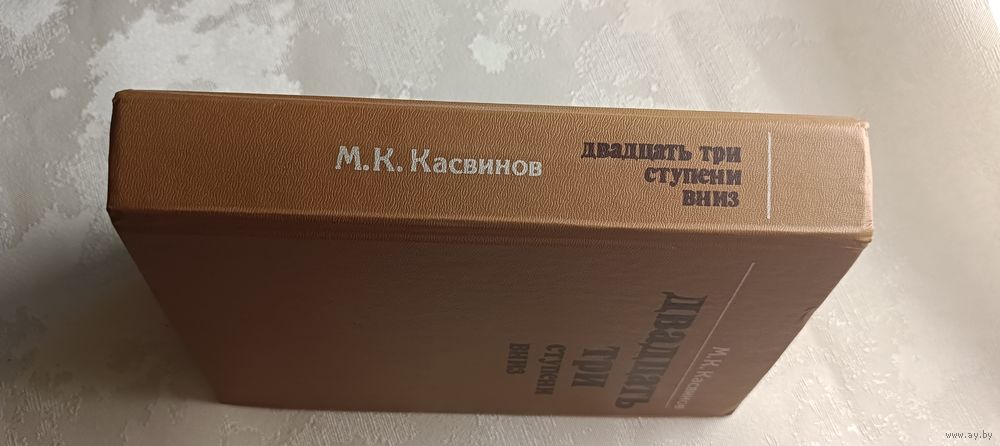 М.К. Касвинов
двадцать три
ступени
вниз
М.К. Касвинов
Двадцать
три
ступени
вниз
www.ay.by